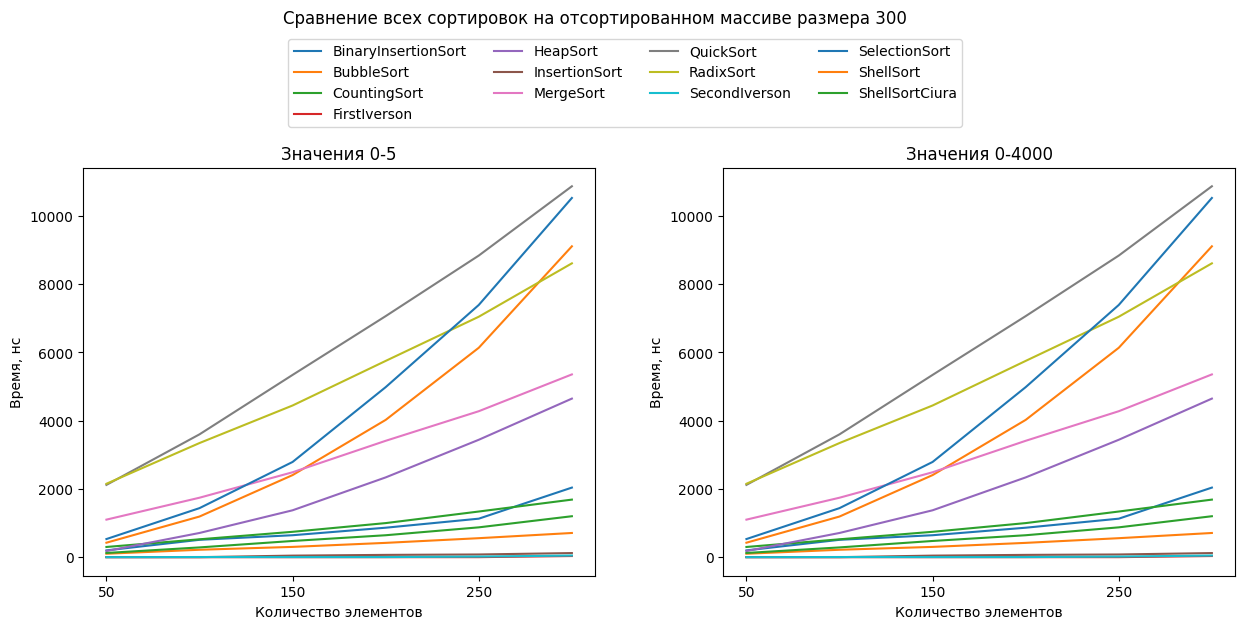 Сравнение всех сортировок на отсортированном массиве размера 300
BinaryInsertionSort HeapSort QuickSort SelectionSort
BubbleSort InsertionSort RadixSort ShellSort
CountingSort MergeSort SecondIverson ShellSortCiura
FirstIverson
Значения 0-5
10000
8000
6000
4000
2000
0
Время, нс
50 150 250
Количество элементов
Значения 0-4000
10000
8000
6000
4000
2000
0
Время, нс
50 150 250
Количество элементов